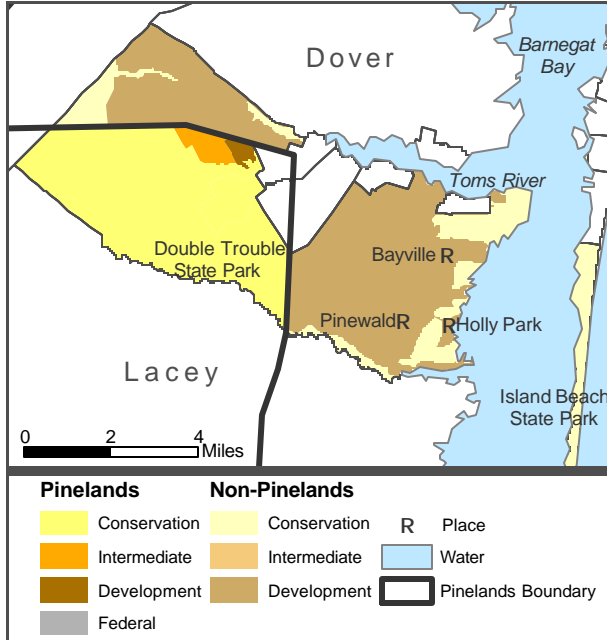 Dover
Barnegat
Bay
Toms River
Double Trouble
State Park
Bayville R
Pinewald R
R Holly Park
Lacey
Island Beach
State Park
0 2 4
Miles
Pinelands Non-Pinelands
Conservation Conservation R Place
Intermediate Intermediate Water
Development Development Pinelands Boundary
Federal